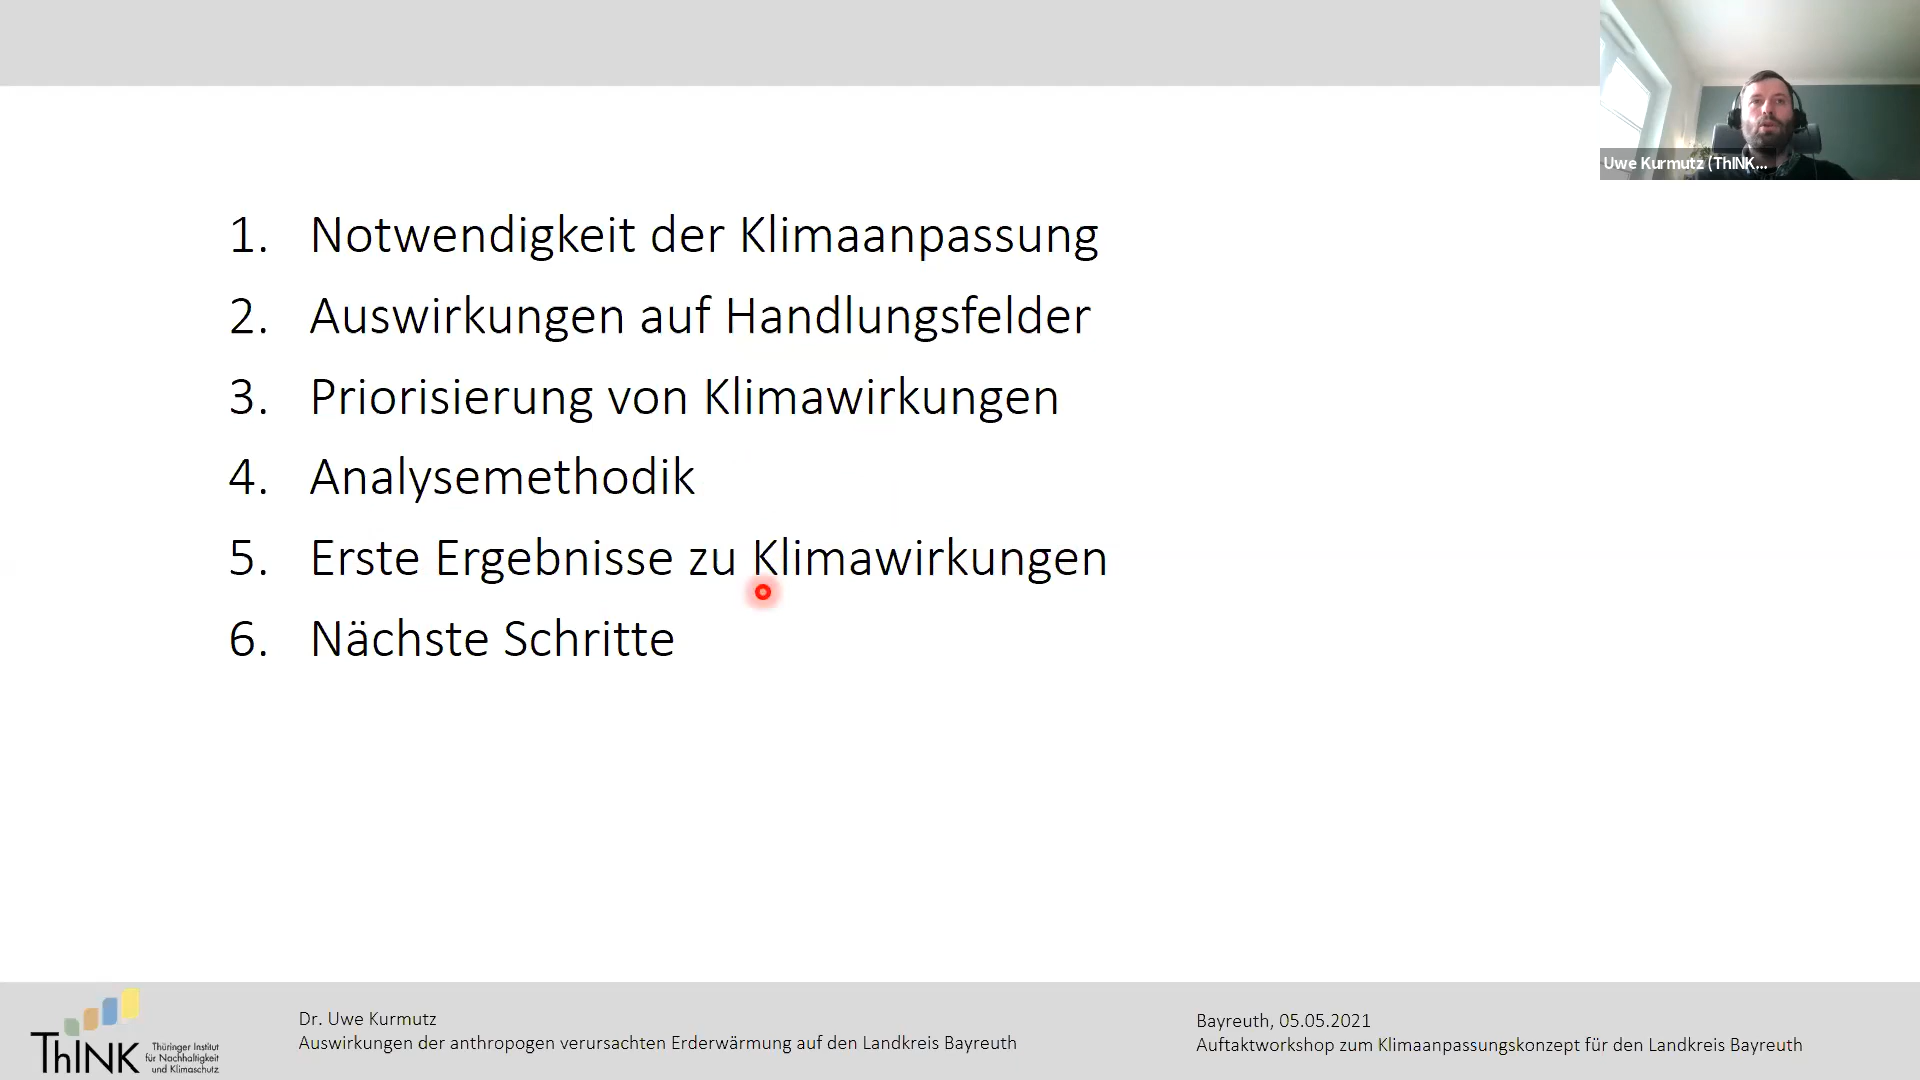 Uwe Kurmutz (ThINK...
1. Notwendigkeit der Klimaanpassung
2. Auswirkungen auf Handlungsfelder
3. Priorisierung von Klimawirkungen
4. Analysemethodik
5. Erste Ergebnisse zu Klimawirkungen
6. Nächste Schritte
ThINK
Thüringer Institut
für Nachhaltigkeit
und Klimaschutz
Dr. Uwe Kurmutz
Auswirkungen der anthropogen verursachten Erderwärmung auf den Landkreis Bayreuth
Bayreuth, 05.05.2021
Auftaktworkshop zum Klimaanpassungskonzept für den Landkreis Bayreuth